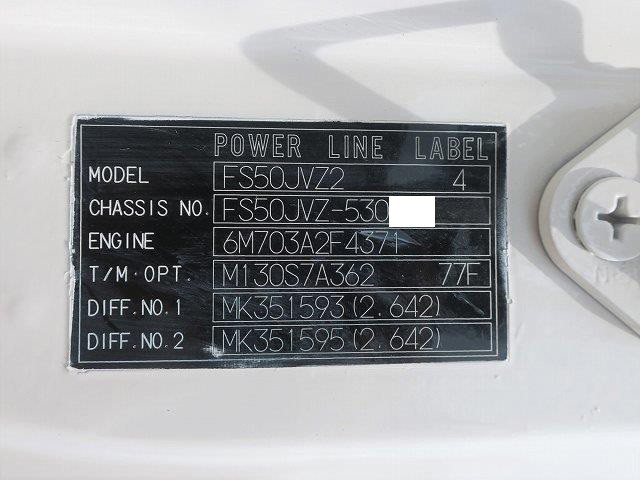 POWER LINE LABEL
MODEL FS50JVZ2 4
CHASSIS NO. FS50JVZ-530
ENGINE 6M703A2F4371
T/M·OPT. M130S7A362 77F
DIFF.NO.1 MK351593(2.642)
DIFF.NO.2 MK351595(2.642)